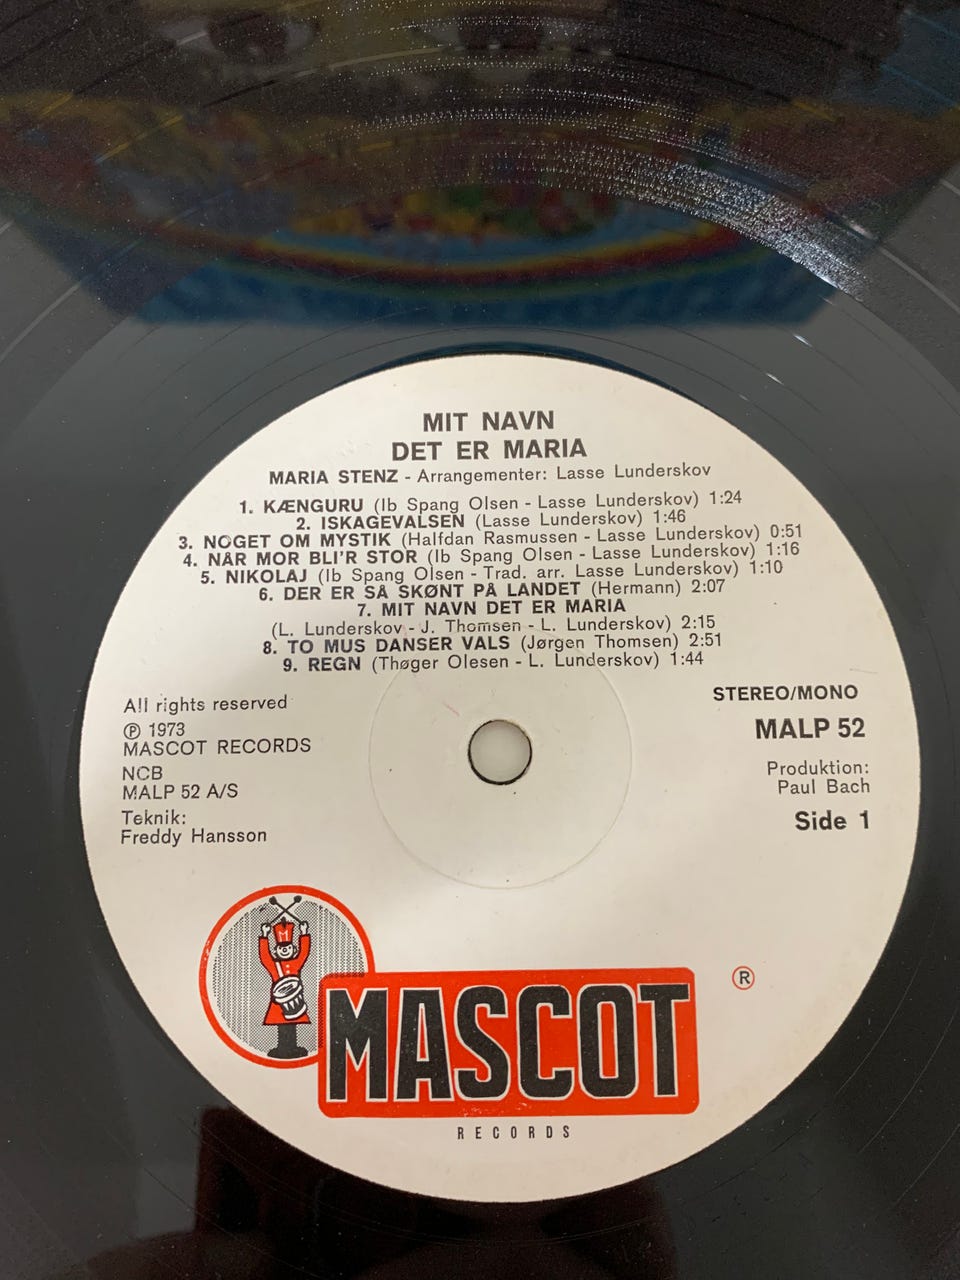 MIT NAVN
DET ER MARIA
MARIA STENZ - Arrangementer: Lasse Lunderskov
1. KÆNGURU (Ib Spang Olsen - Lasse Lunderskov) 1:24
2. ISKAGEVALSEN (Lasse Lunderskov) 1:46
3. NOGET OM MYSTIK (Halfdan Rasmussen - Lasse Lunderskov) 0:51
4. NÅR MOR BLI'R STOR (Ib Spang Olsen - Lasse Lunderskov) 1:16
5. NIKOLAJ (Ib Spang Olsen - Trad. arr. Lasse Lunderskov) 1:10
6. DER ER SÅ SKØNT PÅ LANDET (Hermann) 2:07
7. MIT NAVN DET ER MARIA
(L. Lunderskov - J. Thomsen - L. Lunderskov) 2:15
8. TO MUS DANSER VALS (Jørgen Thomsen) 2:51
9. REGN (Thøger Olesen - L. Lunderskov) 1:44
All rights reserved
Ⓟ 1973
MASCOT RECORDS
NCB
MALP 52 A/S
Teknik:
Freddy Hansson
STEREO/MONO
MALP 52
Produktion:
Paul Bach
Side 1
M
MASCOT ®
RECORDS